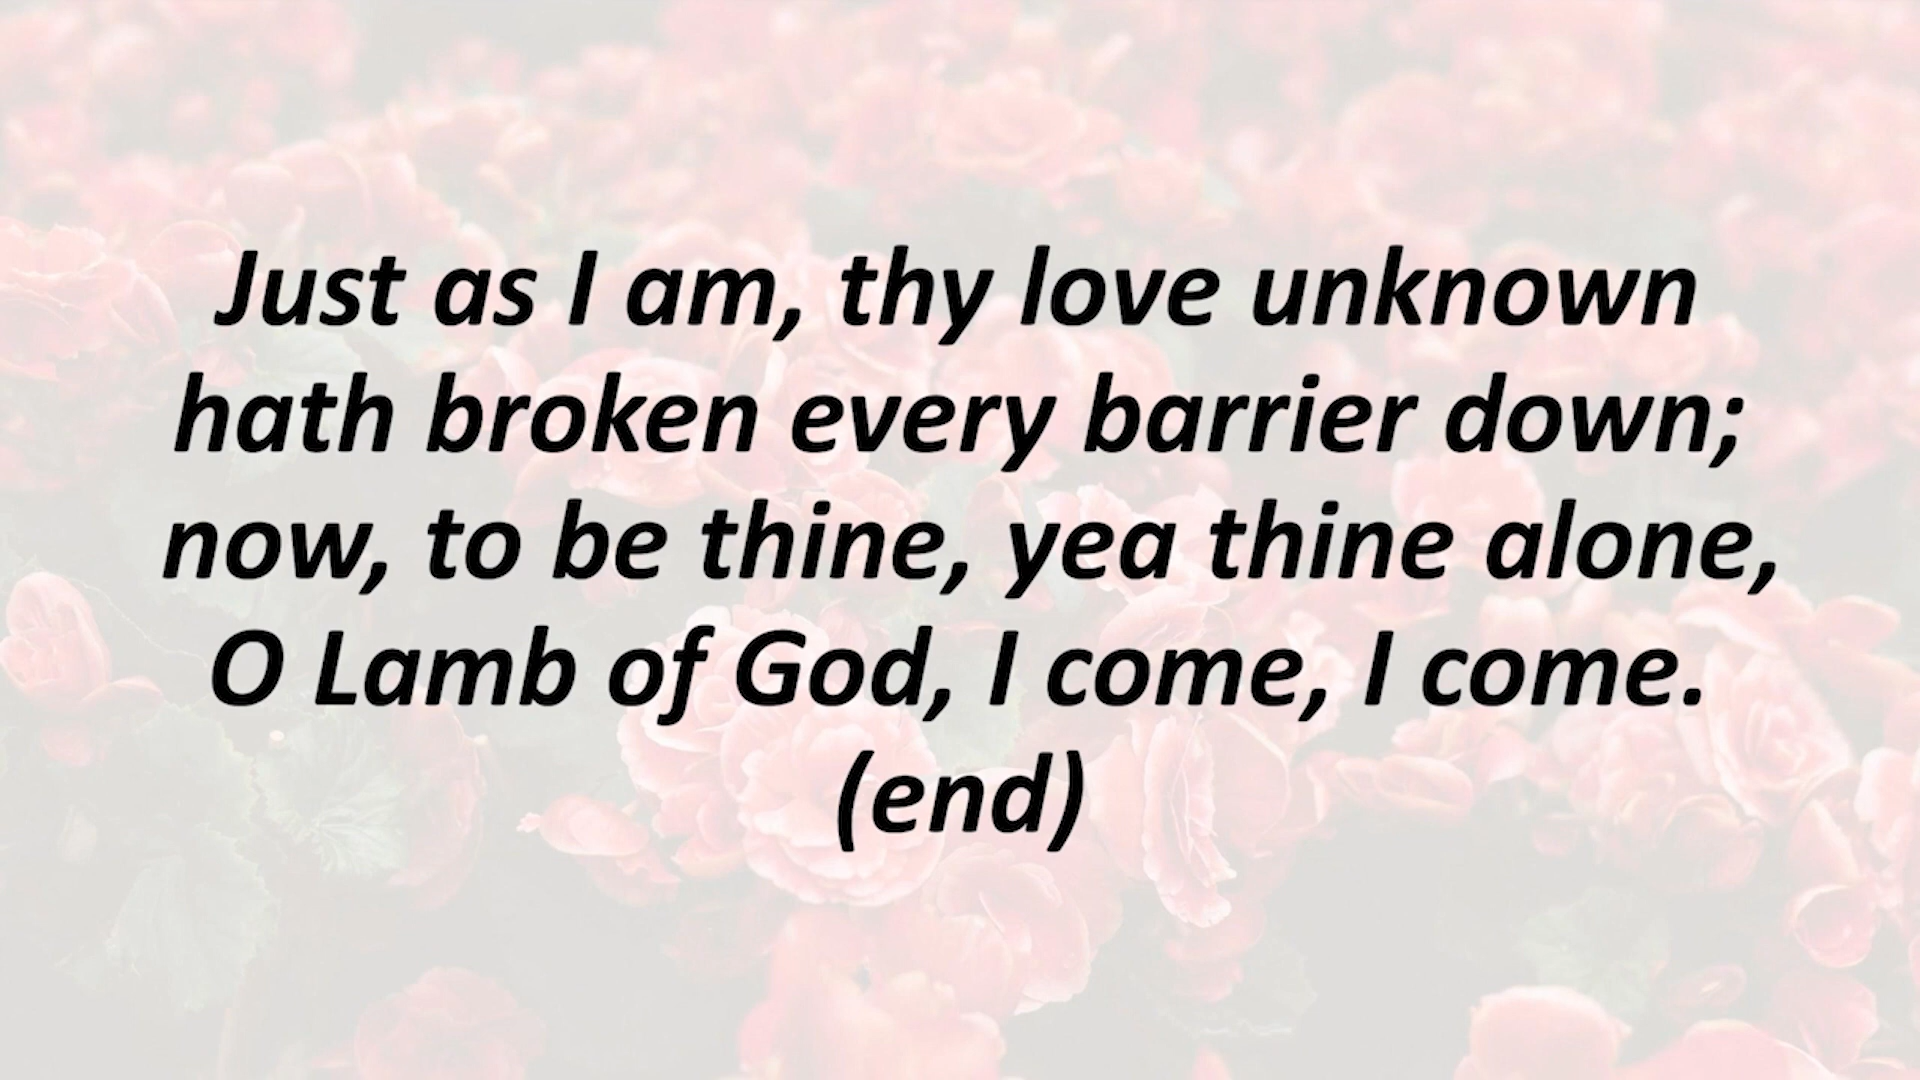 Just as I am, thy love unknown
hath broken every barrier down;
now, to be thine, yea thine alone,
O Lamb of God, I come, I come.
(end)